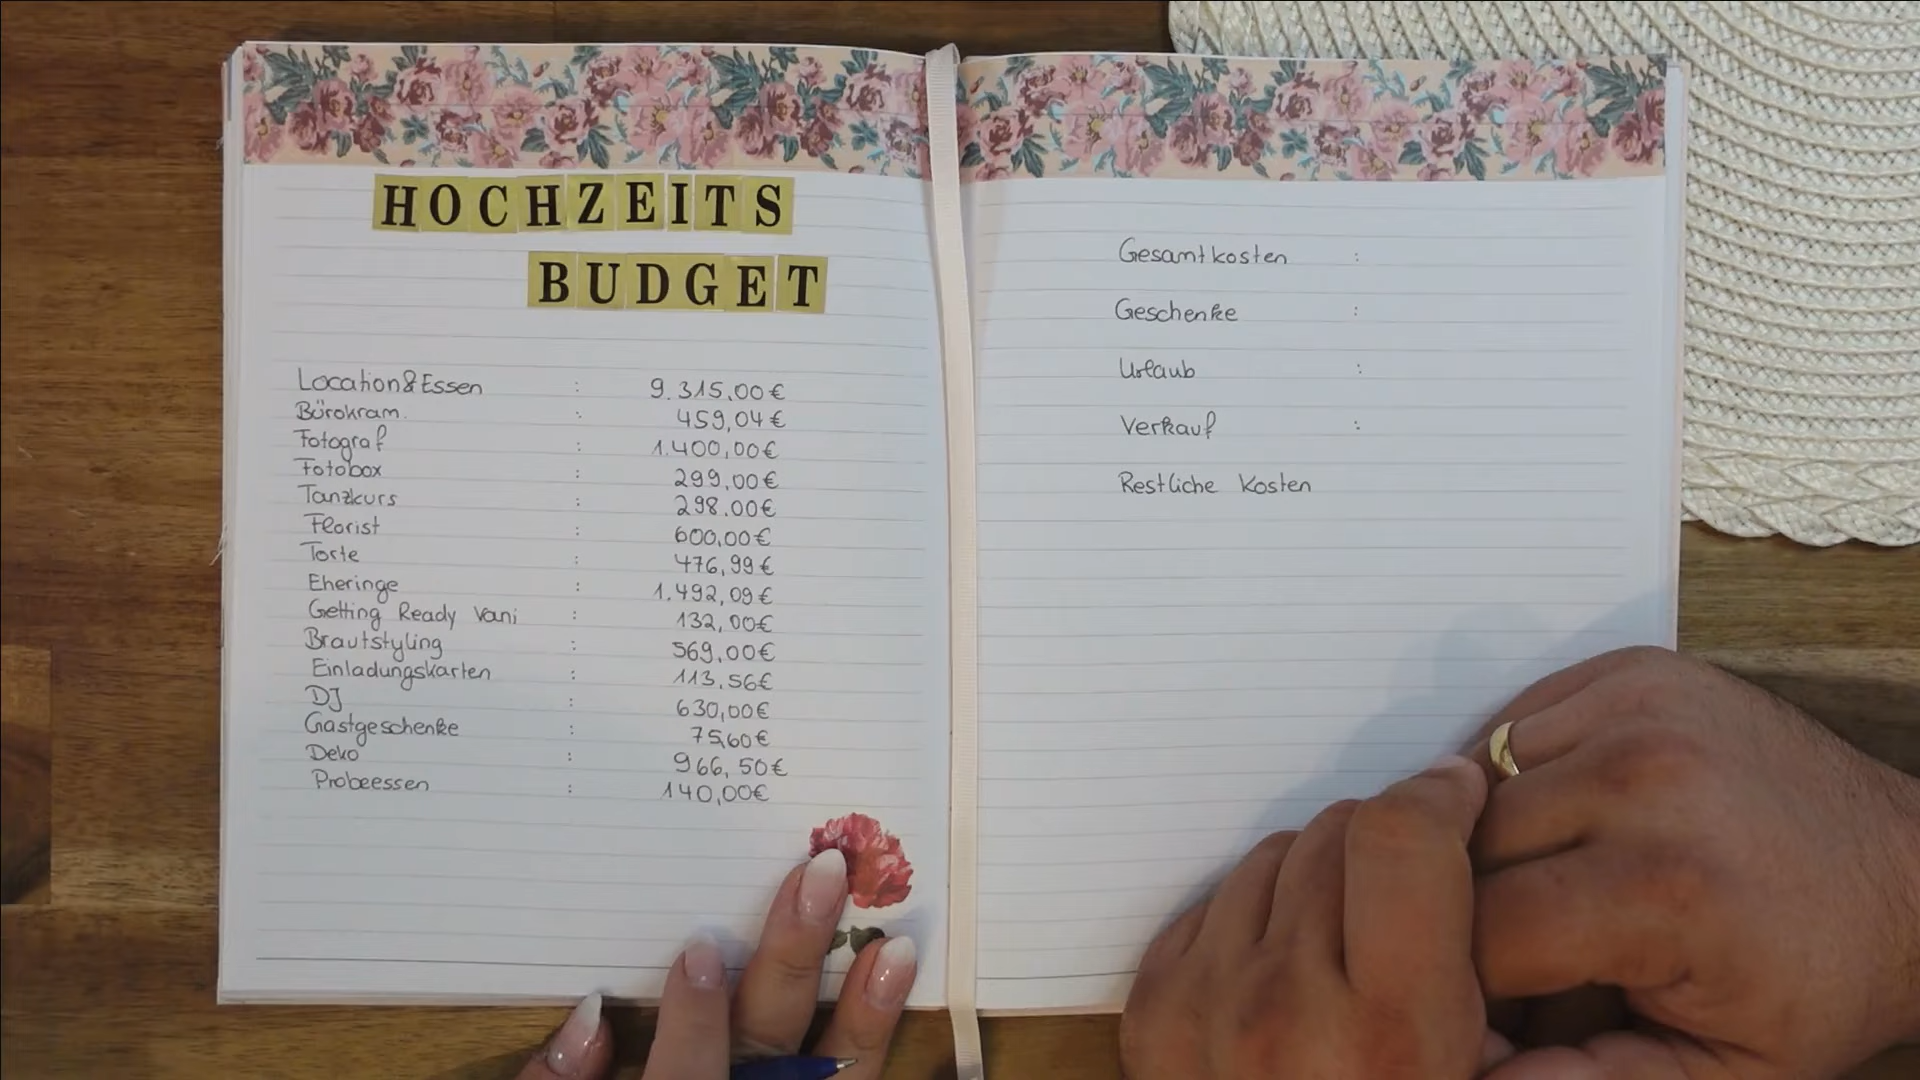 HOCHZEITS
BUDGET
Location&Essen : 9.315,00€
Bürokram. : 459,04€
Fotograf : 1.400,00€
Fotobox : 299,00€
Tanzkurs : 298.00€
Florist : 600,00€
Torte : 476,99€
Eheringe : 1.492,09€
Getting Ready Vani : 132,00€
Brautstyling : 569,00€
Einladungskarten : 113,56€
DJ : 630,00€
Gastgeschenke : 75,60€
Deko : 966,50€
Probeessen : 140,00€
Gesamtkosten :
Geschenke :
Urlaub :
Verkauf :
Restliche Kosten